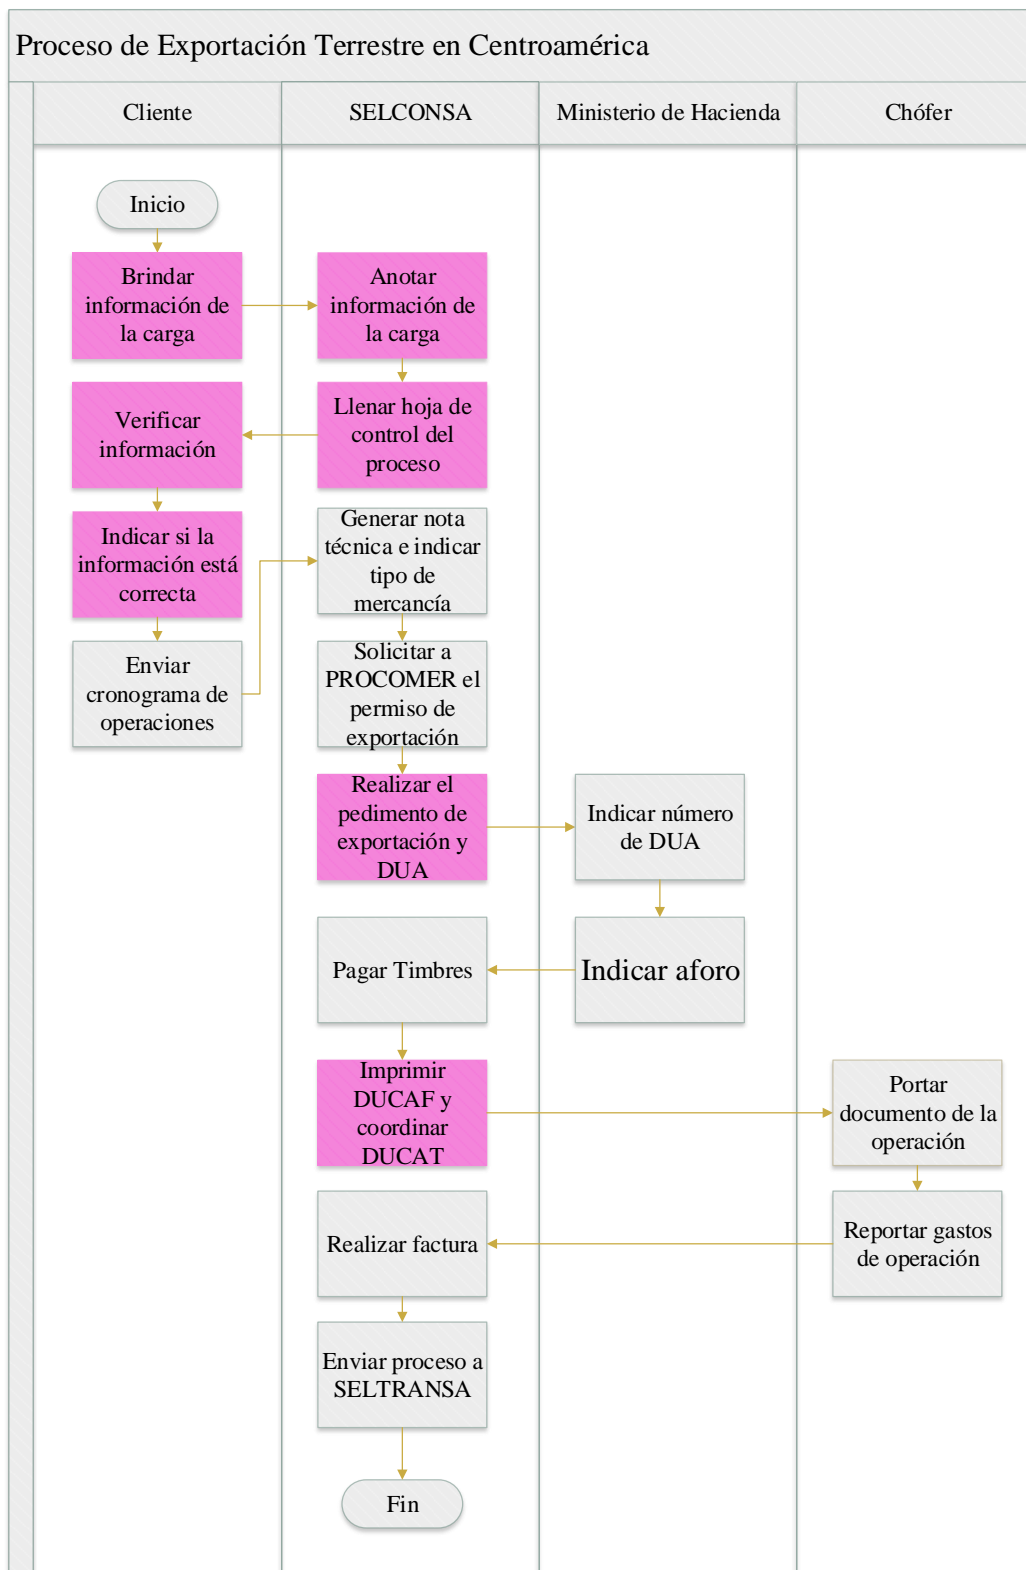 Proceso de Exportación Terrestre en Centroamérica
Cliente
SELCONSA
Ministerio de Hacienda
Chófer
Inicio
Brindar
información de
la carga
Anotar
información de
la carga
Llenar hoja de
control del
proceso
Verificar
información
Indicar si la
información está
correcta
Enviar
cronograma de
operaciones
Generar nota
técnica e indicar
tipo de
mercancía
Solicitar a
PROCOMER el
permiso de
exportación
Realizar el
pedimento de
exportación y
DUA
Indicar número
de DUA
Indicar aforo
Pagar Timbres
Imprimir
DUCAF y
coordinar
DUCAT
Portar
documento de la
operación
Reportar gastos
de operación
Realizar factura
Enviar proceso a
SELTRANSA
Fin